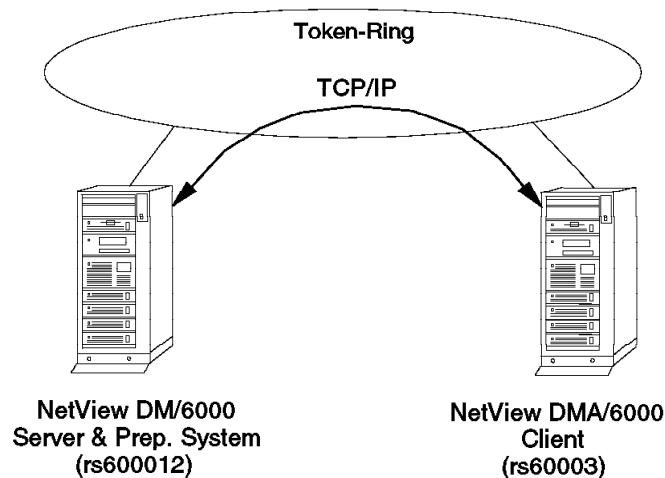 Token-Ring
TCP/IP
NetView DM/6000
Server & Prep. System
(rs600012)
NetView DMA/6000
Client
(rs60003)